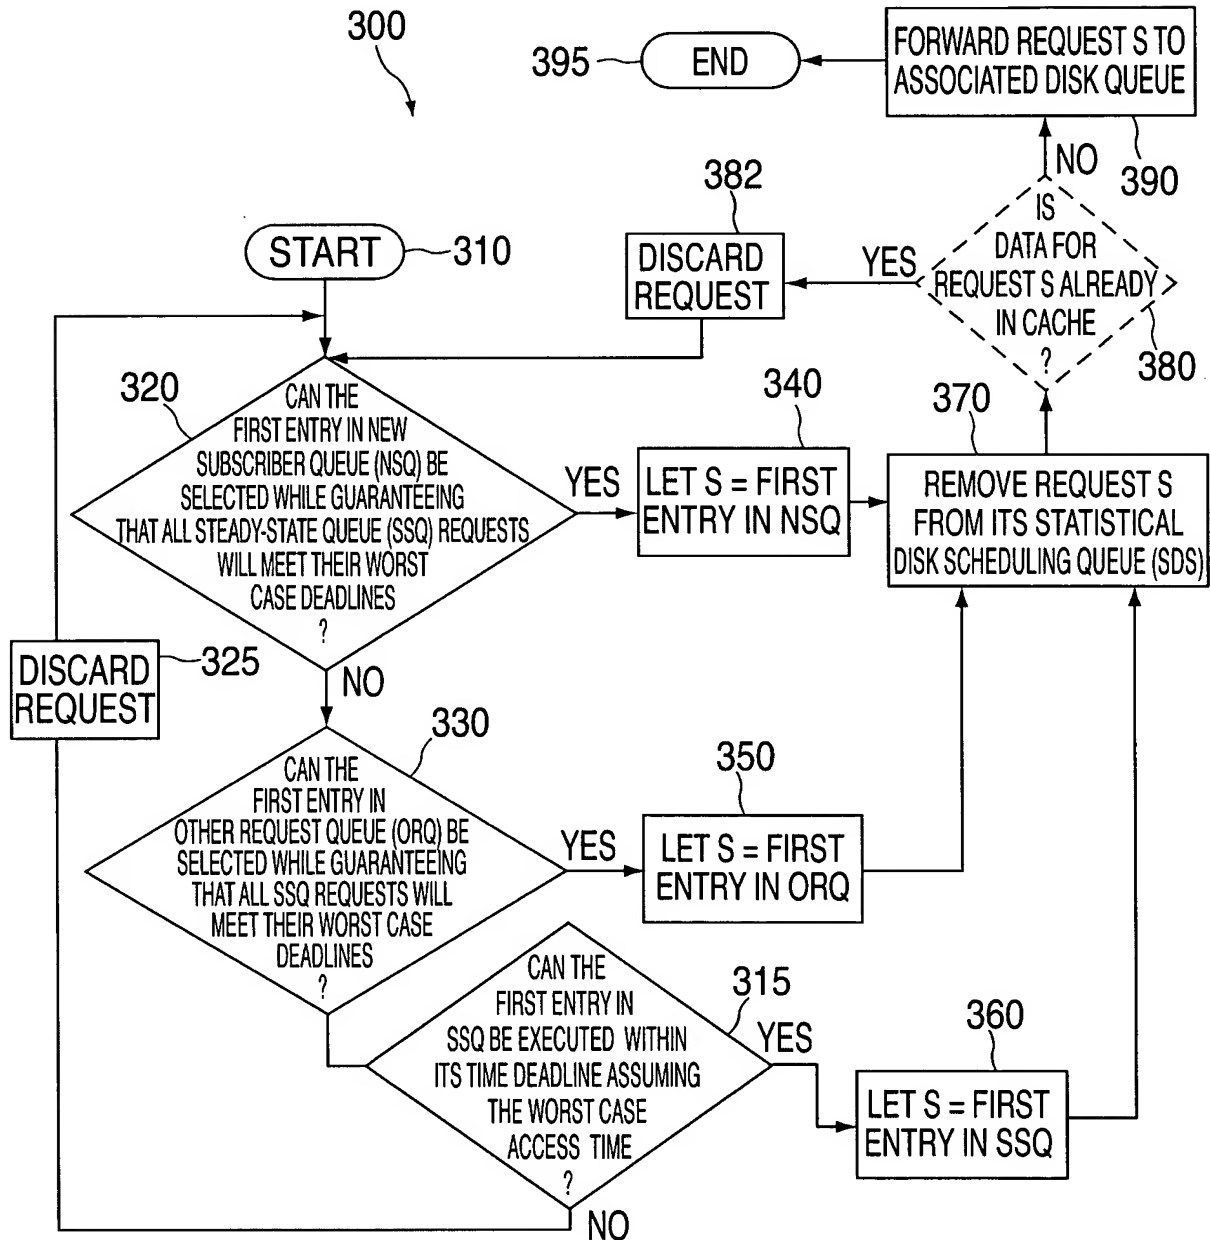 300
395
END
FORWARD REQUEST S TO
ASSOCIATED DISK QUEUE
390
NO
382
START
310
DISCARD
REQUEST
YES
IS
DATA FOR
REQUEST S ALREADY
IN CACHE
?
380
320
CAN THE
FIRST ENTRY IN NEW
SUBSCRIBER QUEUE (NSQ) BE
SELECTED WHILE GUARANTEEING
THAT ALL STEADY-STATE QUEUE (SSQ) REQUESTS
WILL MEET THEIR WORST
CASE DEADLINES
?
YES
340
LET S = FIRST
ENTRY IN NSQ
370
REMOVE REQUEST S
FROM ITS STATISTICAL
DISK SCHEDULING QUEUE (SDS)
DISCARD
REQUEST
325
NO
330
CAN THE
FIRST ENTRY IN
OTHER REQUEST QUEUE (ORQ) BE
SELECTED WHILE GUARANTEEING
THAT ALL SSQ REQUESTS WILL
MEET THEIR WORST CASE
DEADLINES
?
YES
350
LET S = FIRST
ENTRY IN ORQ
CAN THE
FIRST ENTRY IN
SSQ BE EXECUTED WITHIN
ITS TIME DEADLINE ASSUMING
THE WORST CASE
ACCESS TIME
?
315
YES
360
LET S = FIRST
ENTRY IN SSQ
NO